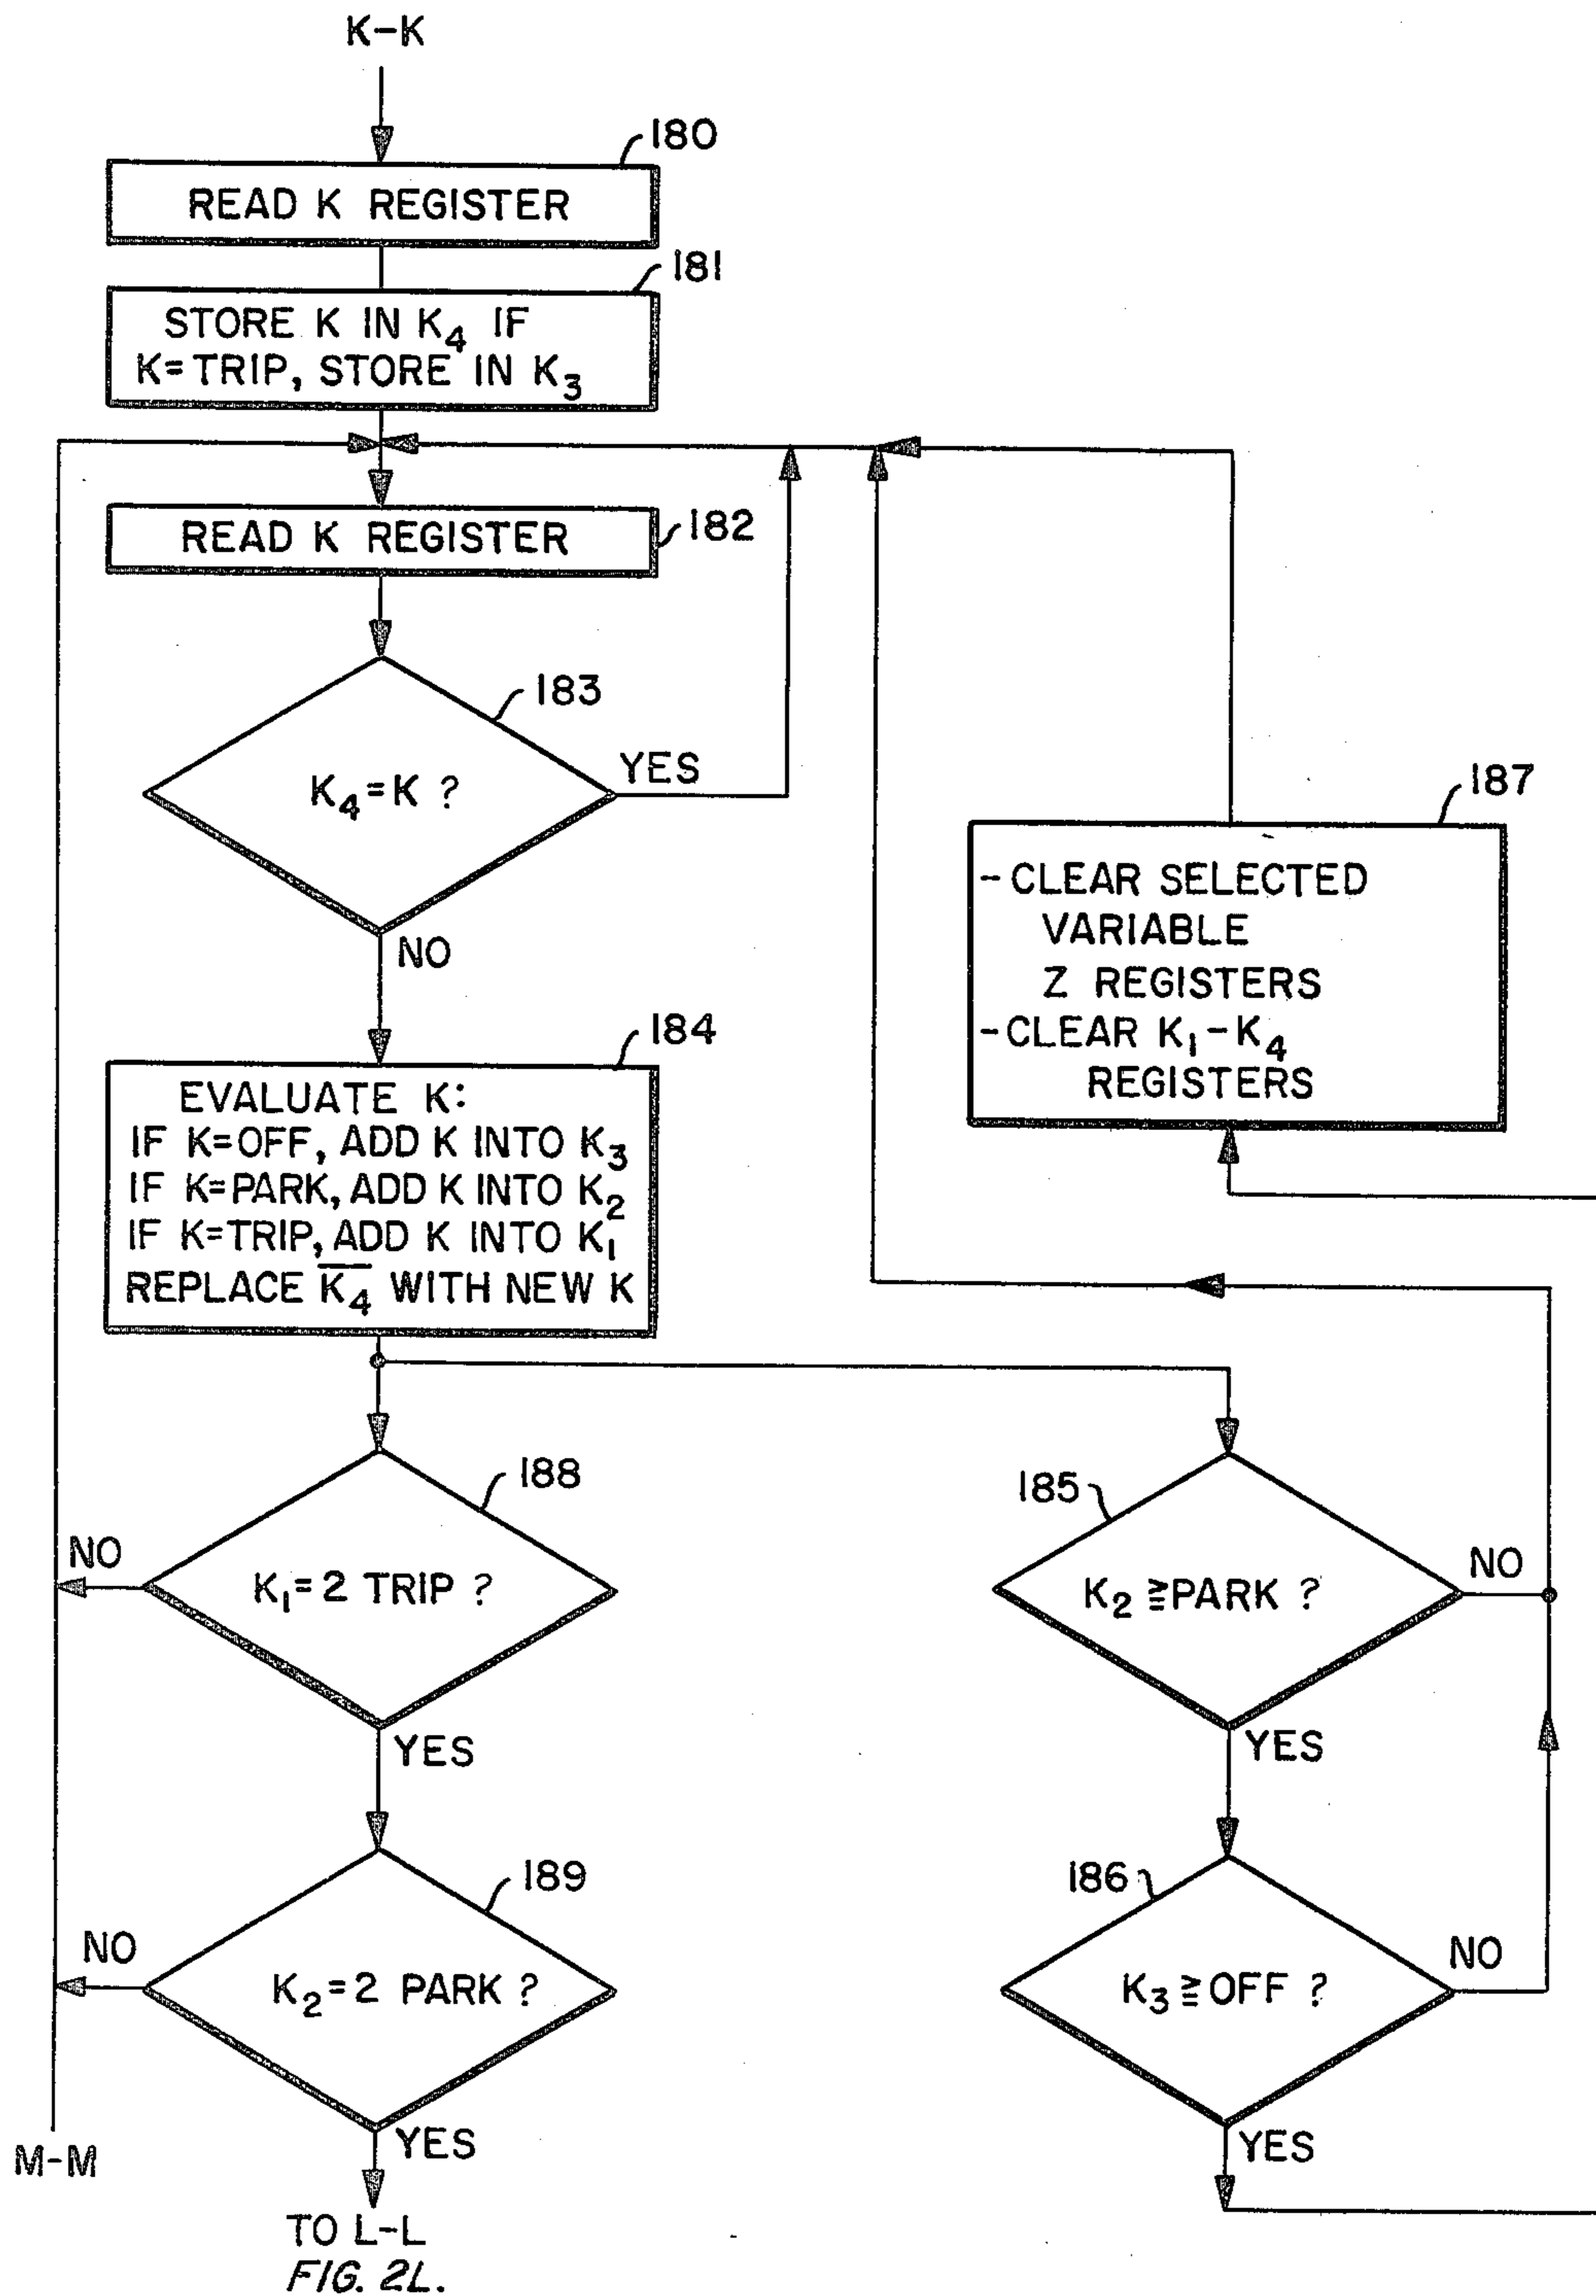 K-K
180
READ K REGISTER
181
STORE K IN K₄ IF
K=TRIP, STORE IN K₃
READ K REGISTER
182
183
K₄=K ?
YES
NO
187
-CLEAR SELECTED
VARIABLE
Z REGISTERS
-CLEAR K₁-K₄
REGISTERS
184
EVALUATE K:
IF K=OFF, ADD K INTO K₃
IF K=PARK, ADD K INTO K₂
IF K=TRIP, ADD K INTO K₁
REPLACE K̅₄ WITH NEW K
188
K₁=2 TRIP ?
NO
YES
185
K₂≧PARK ?
NO
YES
189
K₂=2 PARK ?
NO
YES
186
K₃≧OFF ?
NO
YES
M-M
TO L-L
FIG. 2L.